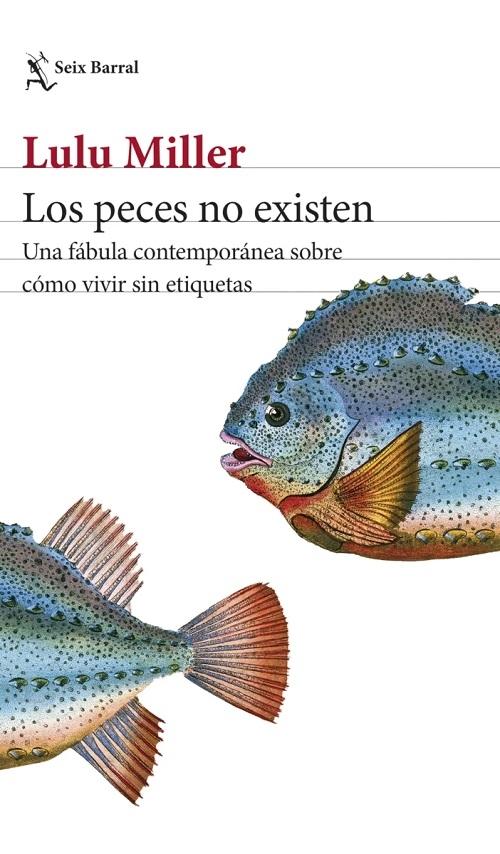 Seix Barral
Lulu Miller
Los peces no existen
Una fábula contemporánea sobre
cómo vivir sin etiquetas